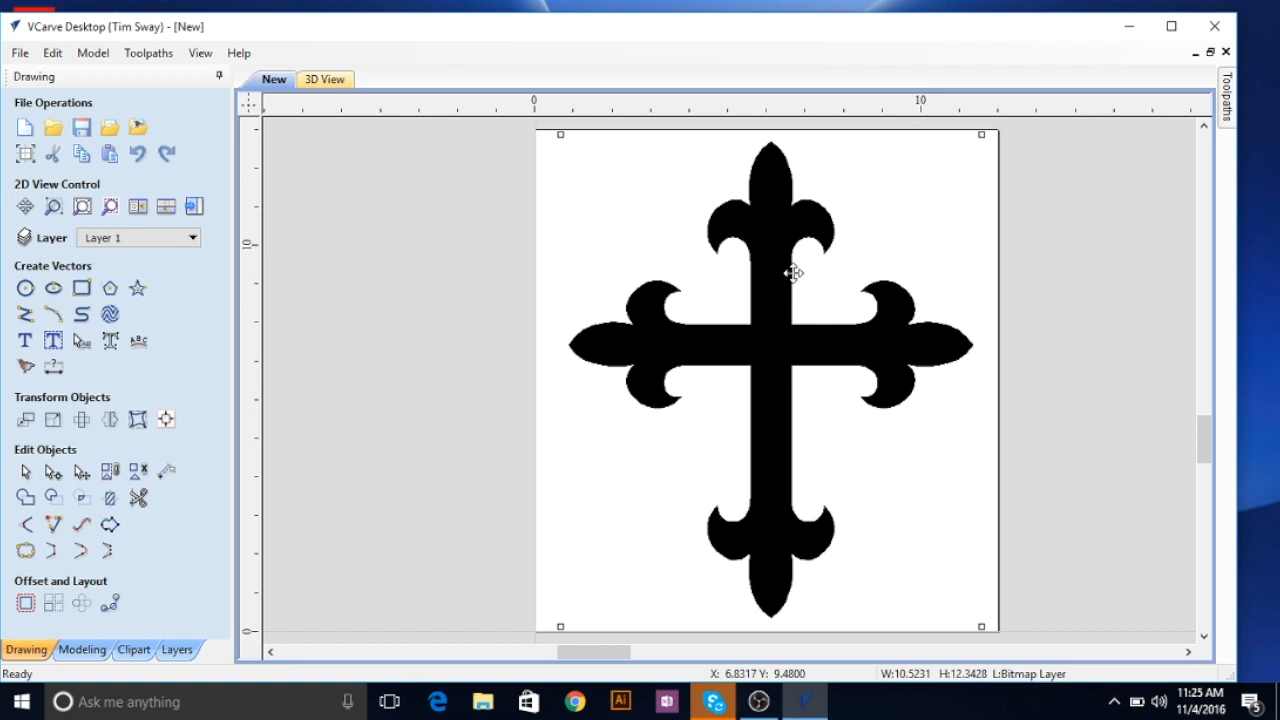 VCarve Desktop {Tim Sway} - [New]
File Edit Model Toolpaths View Help
Drawing
New 3D View
File Operations
0 10
2D View Control
Layer Layer 1
10
Create Vectors
Transform Objects
Edit Objects
Offset and Layout
0
Drawing Modeling Clipart Layers
Toolpaths
Ready X: 6.8317 Y: 9.4800 W:10.5231 H:12.3428 L:Bitmap Layer
Ask me anything
11:25 AM
11/4/2016
5